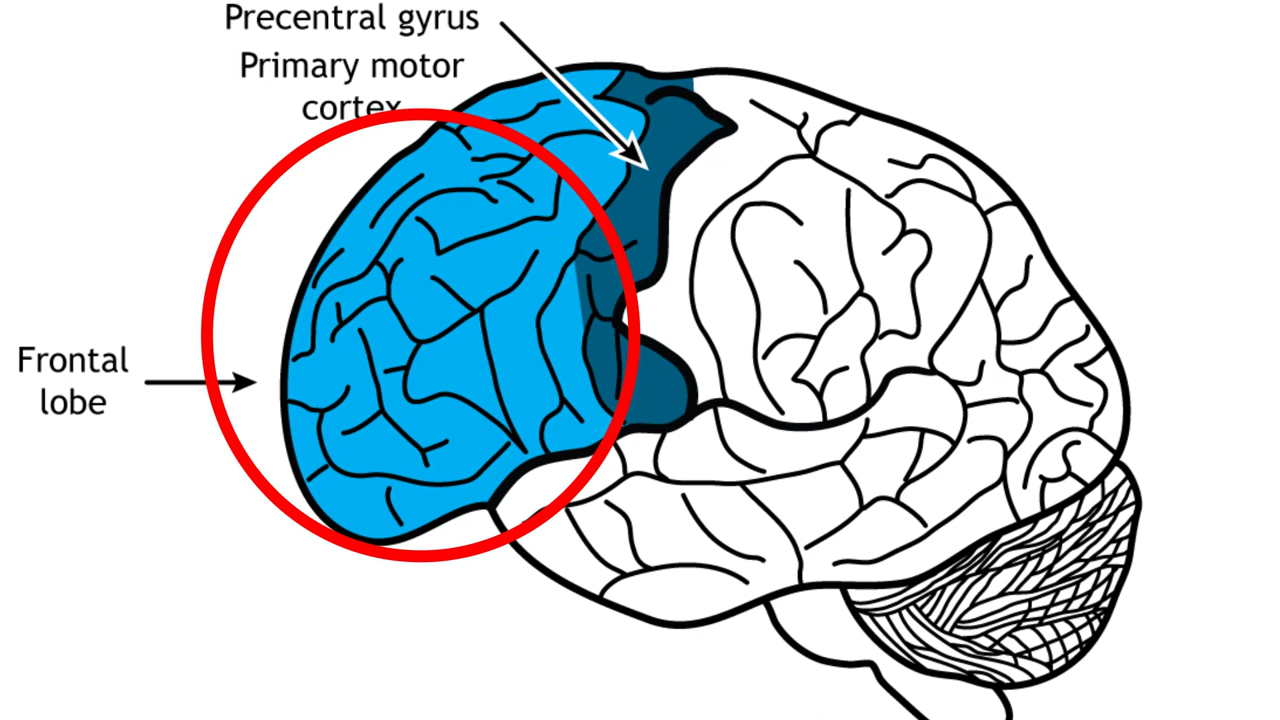 Precentral gyrus
Primary motor
cortex
Frontal
lobe